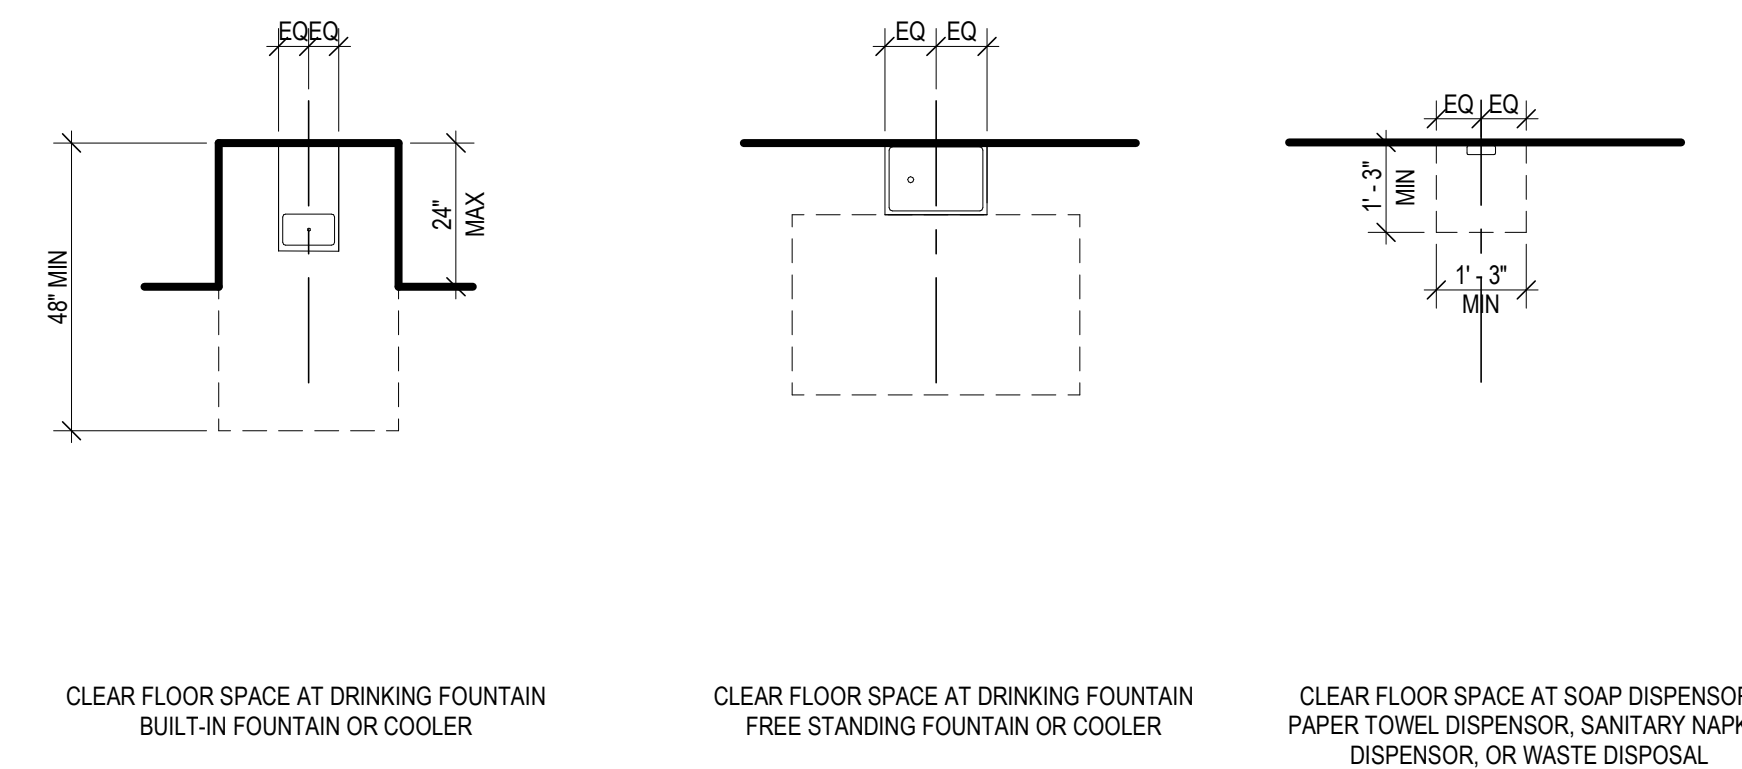 EQ EQ
48" MIN
24"
MAX
CLEAR FLOOR SPACE AT DRINKING FOUNTAIN
BUILT-IN FOUNTAIN OR COOLER
EQ EQ
CLEAR FLOOR SPACE AT DRINKING FOUNTAIN
FREE STANDING FOUNTAIN OR COOLER
EQ EQ
1' - 3"
MIN
1' - 3"
MIN
CLEAR FLOOR SPACE AT SOAP DISPENSOR
PAPER TOWEL DISPENSOR, SANITARY
DISPENSOR, OR WASTE DISPOSAL